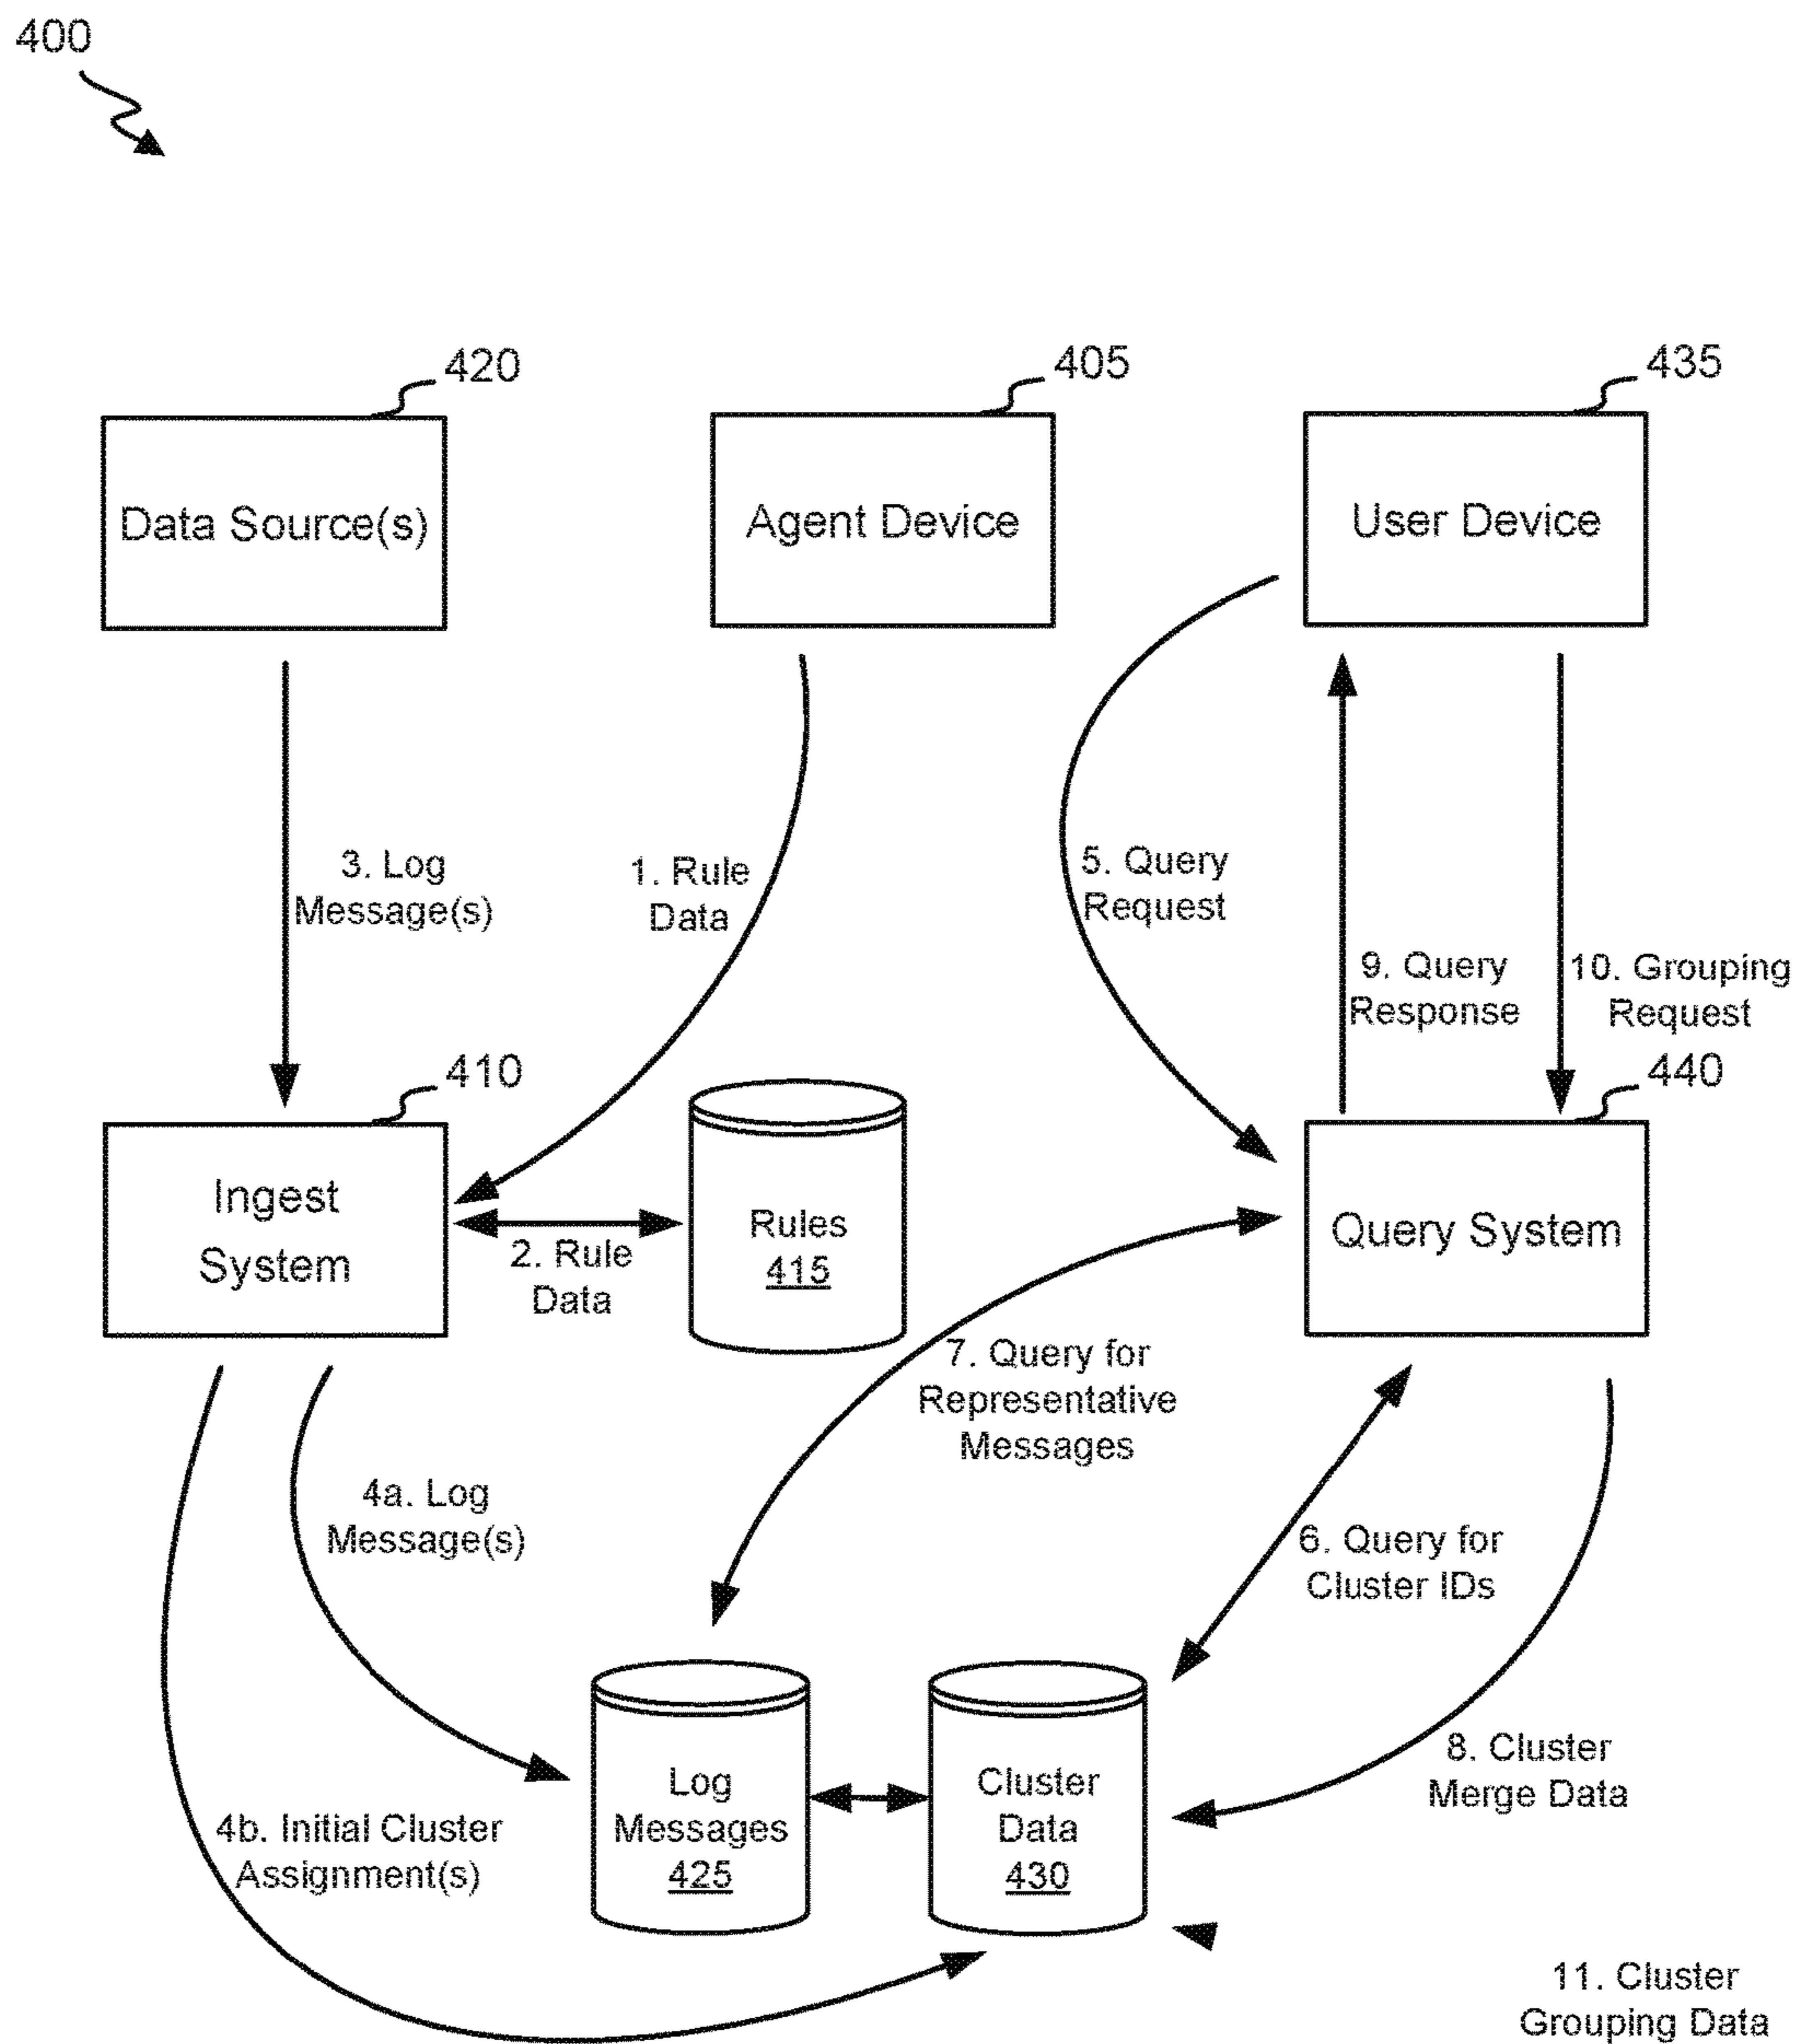 400
420
405
435
Data Source(s)
Agent Device
User Device
3. Log
Message(s)
1. Rule
Data
5. Query
Request
9. Query
Response
10. Grouping
Request
410
440
Ingest
System
2. Rule
Data
Rules
415
Query System
7. Query for
Representative
Messages
4a. Log
Message(s)
6. Query for
Cluster IDs
8. Cluster
Merge Data
4b. Initial Cluster
Assignment(s)
Log
Messages
425
Cluster
Data
430
11. Cluster
Grouping Data